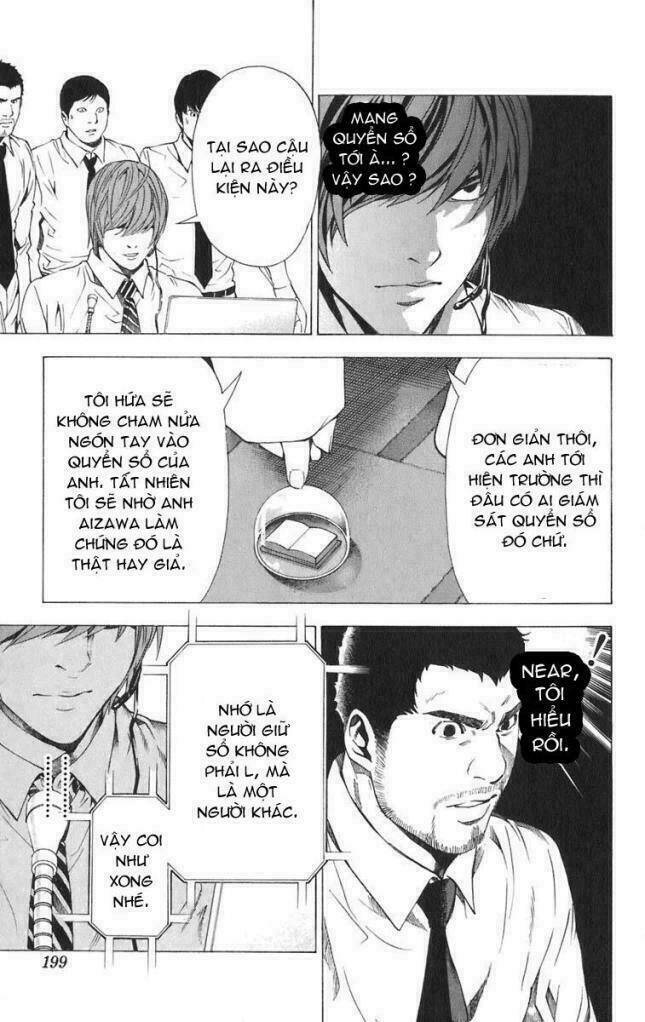 MANG
QUYỂN SỔ
TỚI À... ?
VẬY SAO ?
TẠI SAO CẬU
LẠI RA ĐIỀU
KIỆN NÀY?
ĐƠN GIẢN THÔI,
CÁC ANH TỚI
HIỆN TRƯỜNG THÌ
ĐÂU CÓ AI GIÁM
SÁT QUYỂN SỔ
ĐÓ CHỨ.
TÔI HỨA SẼ
KHÔNG CHAM NỬA
NGÓN TAY VÀO
QUYỂN SỔ CỦA
ANH. TẤT NHIÊN
TÔI SẼ NHỜ ANH
AIZAWA LÀM
CHỨNG ĐÓ LÀ
THẬT HAY GIẢ.
!
NEAR,
TÔI
HIỂU
RỒI.
NHỚ LÀ
NGƯỜI GIỮ
SỔ KHÔNG
PHẢI L, MÀ
LÀ MỘT
NGƯỜI KHÁC.
VẬY COI
NHƯ
XONG
NHÉ.
199